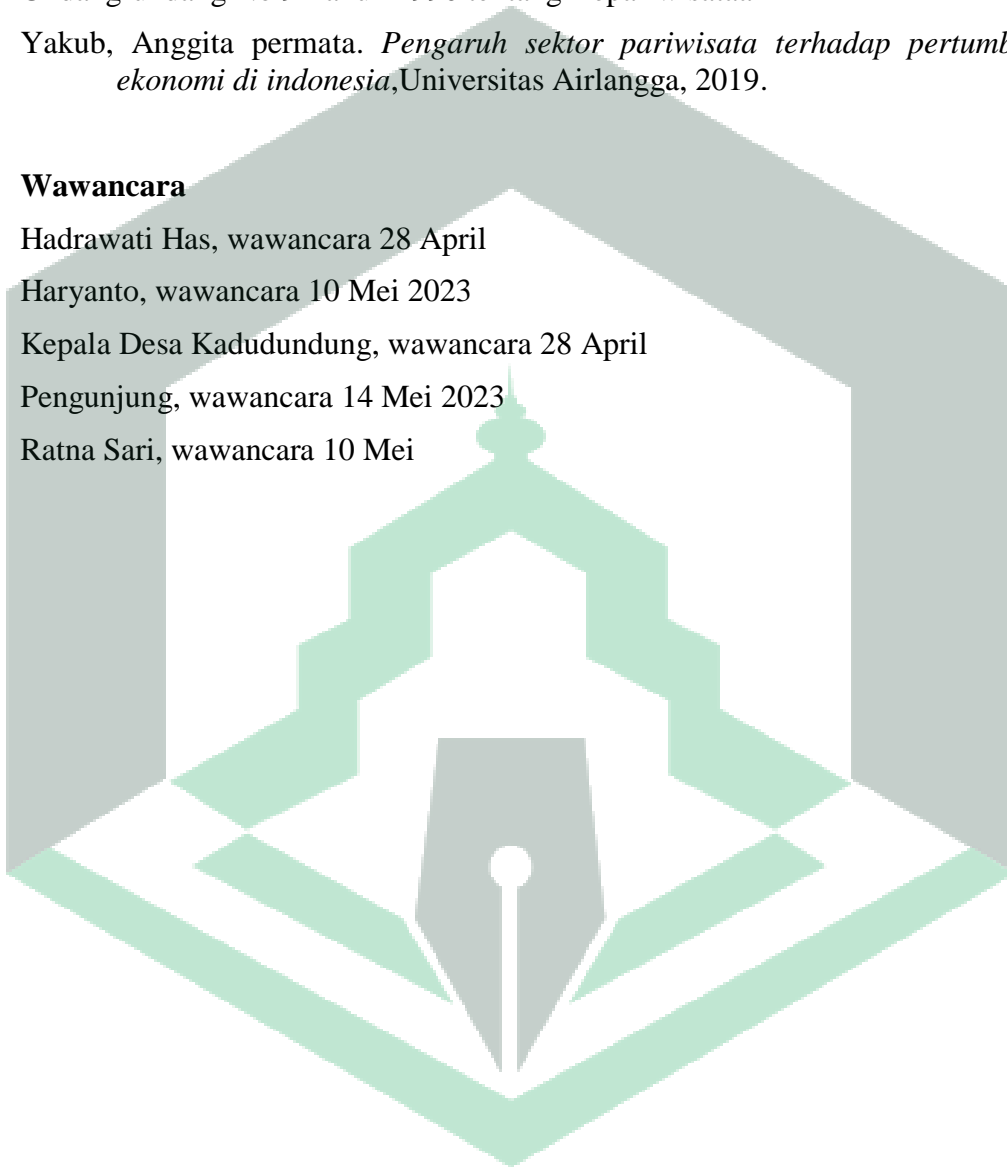 Yakub, Anggita permata. Pengaruh sektor pariwisata terhadap
ekonomi di indonesia,Universitas Airlangga, 2019.
Wawancara
Hadrawati Has, wawancara 28 April
Haryanto, wawancara 10 Mei 2023
Kepala Desa Kadudundung, wawancara 28 April
Pengunjung, wawancara 14 Mei 2023
Ratna Sari, wawancara 10 Mei